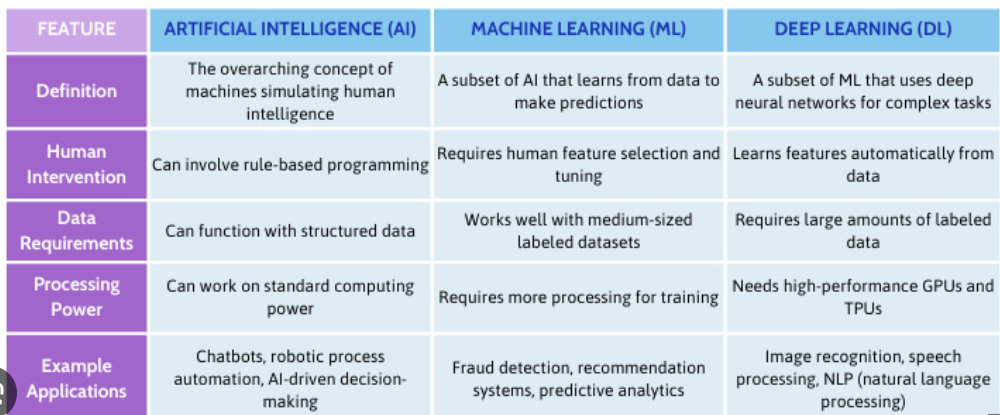 FEATURE
ARTIFICIAL INTELLIGENCE (AI)
MACHINE LEARNING (ML)
DEEP LEARNING (DL)
Definition
The overarching concept of
machines simulating human
intelligence
A subset of AI that learns from data to
make predictions
A subset of ML that uses deep
neural networks for complex tasks
Human
Intervention
Can involve rule-based programming
Requires human feature selection and
tuning
Learns features automatically from
data
Data
Requirements
Can function with structured data
Works well with medium-sized
labeled datasets
Requires large amounts of labeled
data
Processing
Power
Can work on standard computing
power
Requires more processing for training
Needs high-performance GPUs and
TPUs
Example
Applications
Chatbots, robotic process
automation, AI-driven decision-
making
Fraud detection, recommendation
systems, predictive analytics
Image recognition, speech
processing, NLP (natural language
processing)